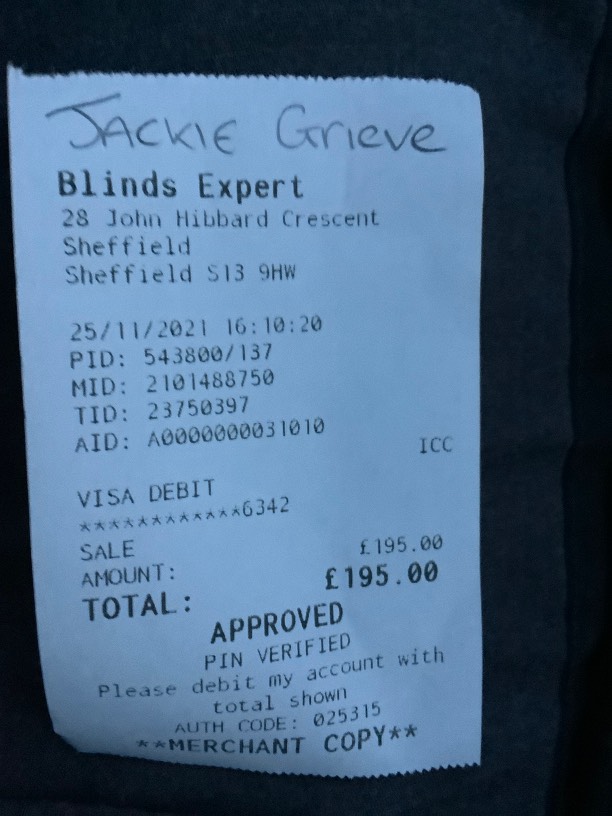 JACKIE Grieve
Blinds Expert
28 John Hibbard Crescent
Sheffield
Sheffield S13 9HW
25/11/2021 16:10:20
PID: 543800/137
MID: 2101488750
TID: 23750397
AID: A0000000031010
ICC
VISA DEBIT
************6342
SALE
AMOUNT: £195.00
TOTAL: £195.00
APPROVED
PIN VERIFIED
Please debit my account with
total shown
AUTH CODE: 025315
**MERCHANT COPY**